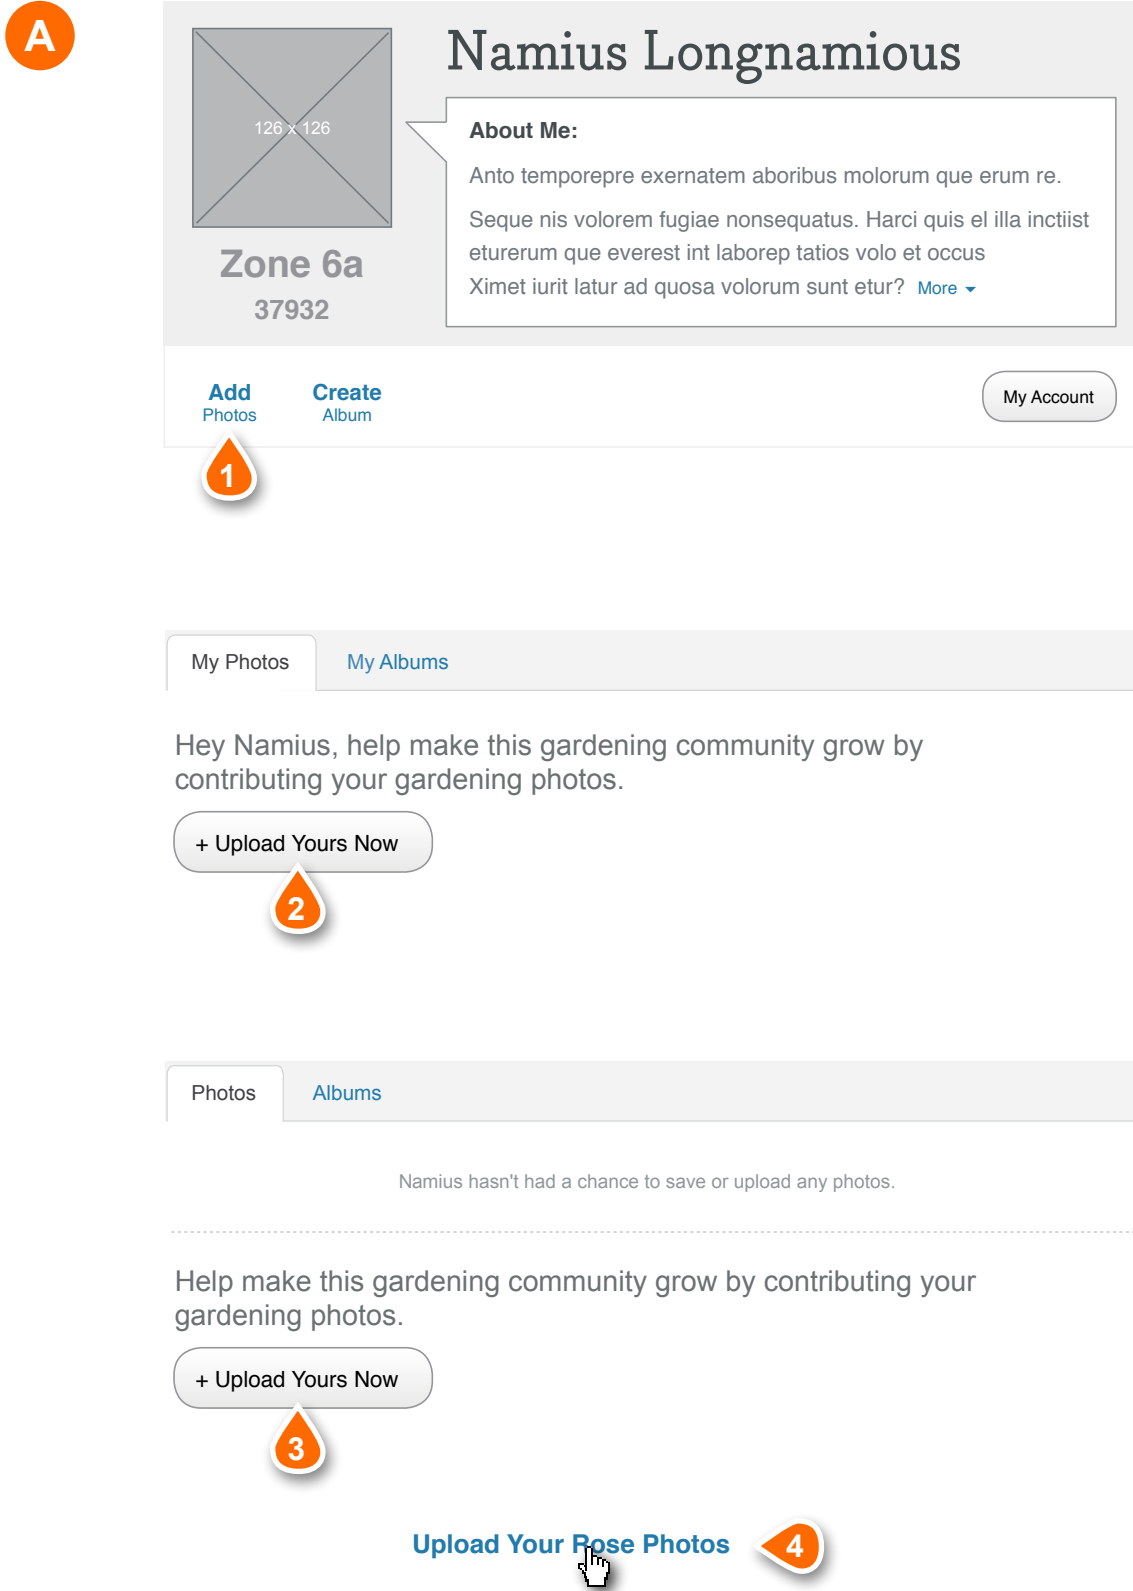 A
Namius Longnamious
126 x 126
About Me:
Anto temporepre exernatem aboribus molorum que erum re.
Seque nis volorem fugiae nonsequatus. Harci quis el illa inctiist
eturerum que everest int laborep tatios volo et occus
Ximet iurit latur ad quosa volorum sunt etur? More
Zone 6a
37932
Add
Photos
Create
Album
My Account
1
My Photos
My Albums
Hey Namius, help make this gardening community grow by
contributing your gardening photos.
+ Upload Yours Now
2
Photos
Albums
Namius hasn't had a chance to save or upload any photos.
Help make this gardening community grow by contributing your
gardening photos.
+ Upload Yours Now
3
Upload Your Rose Photos
4